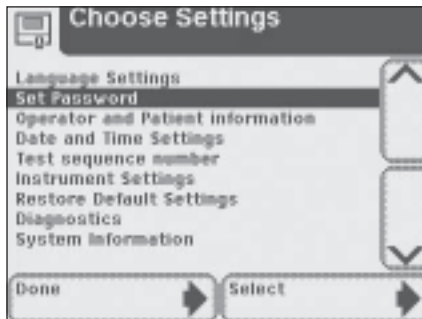 Choose Settings
Language Settings
Set Password
Operator and Patient information
Date and Time Settings
Test sequence number
Instrument Settings
Restore Default Settings
Diagnostics
System Information
Done
Select